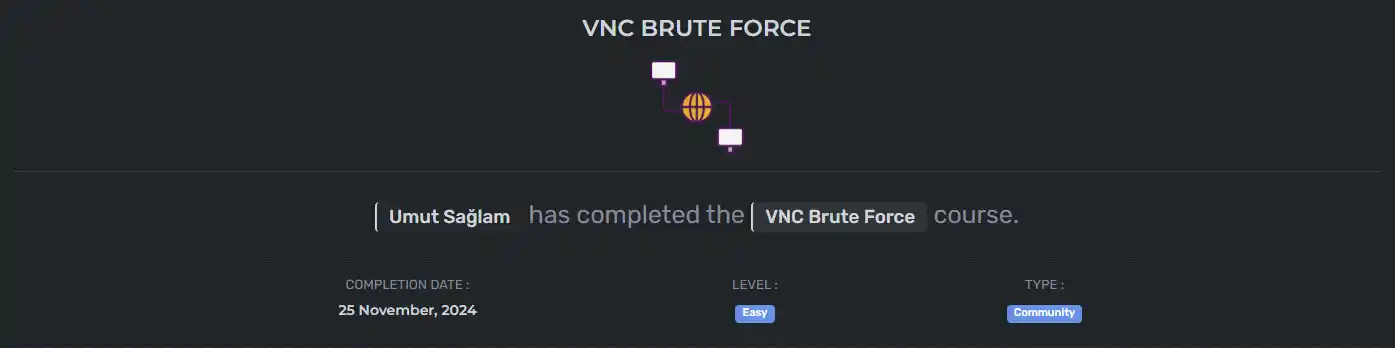 VNC BRUTE FORCE
Umut Sağlam has completed the VNC Brute Force course.
COMPLETION DATE : LEVEL : TYPE :
25 November, 2024 Easy Community